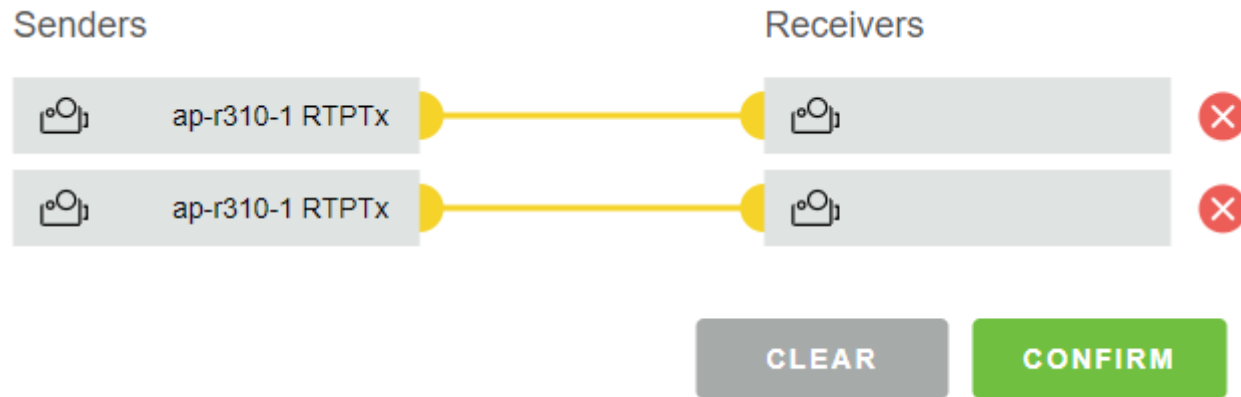 Senders Receivers
ap-r310-1 RTPTx
ap-r310-1 RTPTx
CLEAR CONFIRM